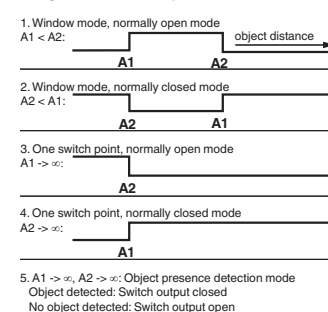 1. Window mode, normally open mode
A1 < A2:
object distance
A1 A2
2. Window mode, normally closed mode
A2 < A1:
A2 A1
3. One switch point, normally open mode
A1 -> ∞:
A2
4. One switch point, normally closed mode
A2 -> ∞:
A1
5. A1 -> ∞, A2 -> ∞: Object presence detection mode
Object detected: Switch output closed
No object detected: Switch output open